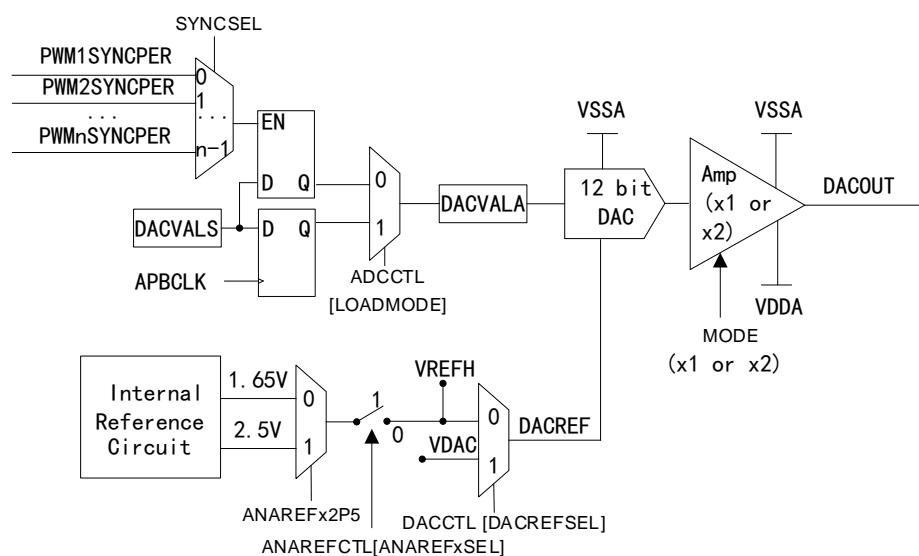 SYNCSEL
PWM1SYNCPER
0
PWM2SYNCPER
1
...
...
PWMnSYNCPER
n-1
EN
D Q
DACVALS
D Q
APBCLK
0
1
ADCCTL
[LOADMODE]
DACVALA
VSSA
12 bit
DAC
VSSA
Amp
(x1 or
x2)
DACOUT
VDDA
MODE
(x1 or x2)
Internal
Reference
Circuit
1.65V
2.5V
0
1
1
0
VREFH
VDAC
0
1
DACREF
ANAREFx2P5
ANAREFCTL[ANAREFxSEL]
DACCTL [DACREFSEL]